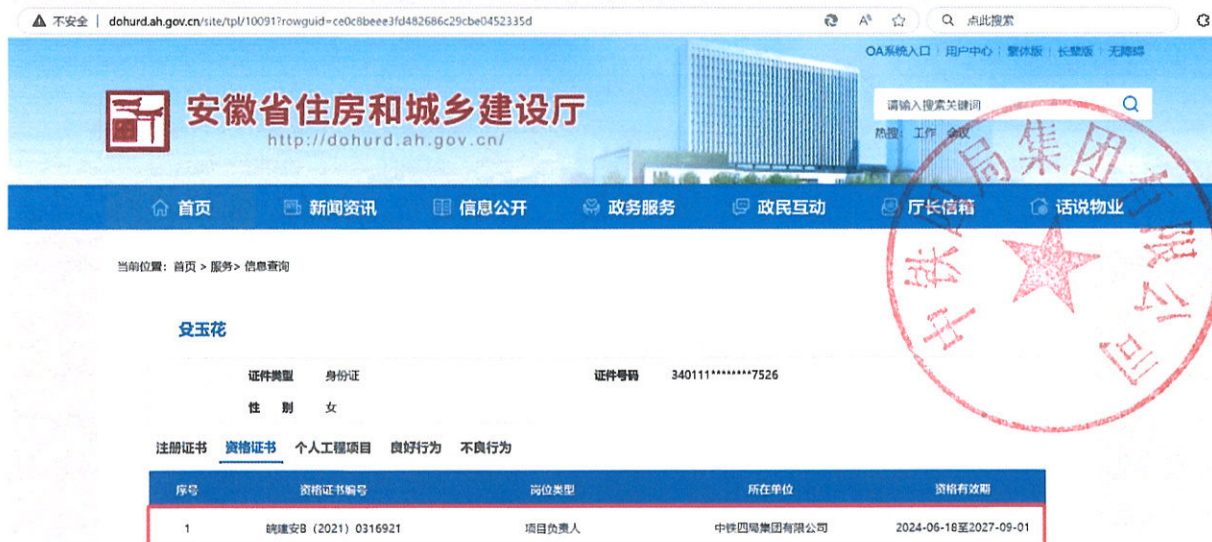 不安全 | dohurd.ah.gov.cn/site/tpl/10091?rowguid=ce0c8beee3fd482686c29cbe0452335d
点此搜索
OA系统入口 | 用户中心 | 繁体版 | 长辈版 | 无障碍
安徽省住房和城乡建设厅
http://dohurd.ah.gov.cn/
请输入搜索关键词
热搜: 工作 会议
首页 新闻资讯 信息公开 政务服务 政民互动 厅长信箱 话说物业
中铁四局集团有限公司
当前位置: 首页 > 服务> 信息查询
殳玉花
证件类型 身份证 证件号码 340111********7526
性 别 女
注册证书 资格证书 个人工程项目 良好行为 不良行为
序号 资格证书编号 岗位类型 所在单位 资格有效期
1 皖建安B（2021）0316921 项目负责人 中铁四局集团有限公司 2024-06-18至2027-09-01